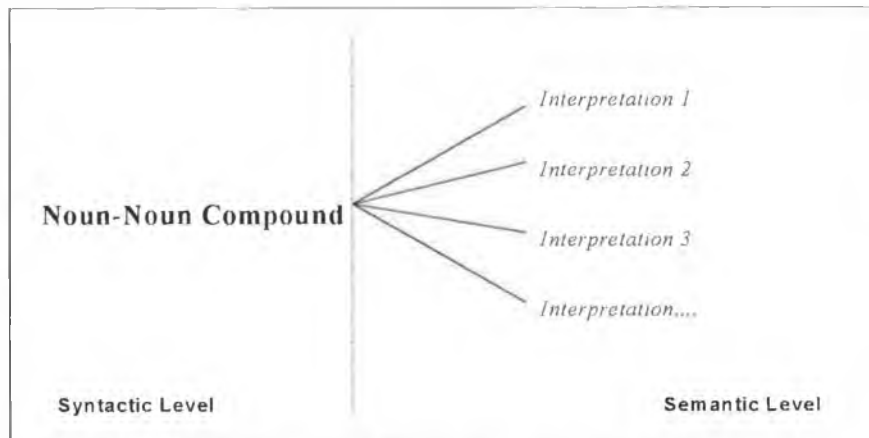 Interpretation 1
Interpretation 2
Noun-Noun Compound
Interpretation 3
Interpretation....
Syntactic Level
Semantic Level